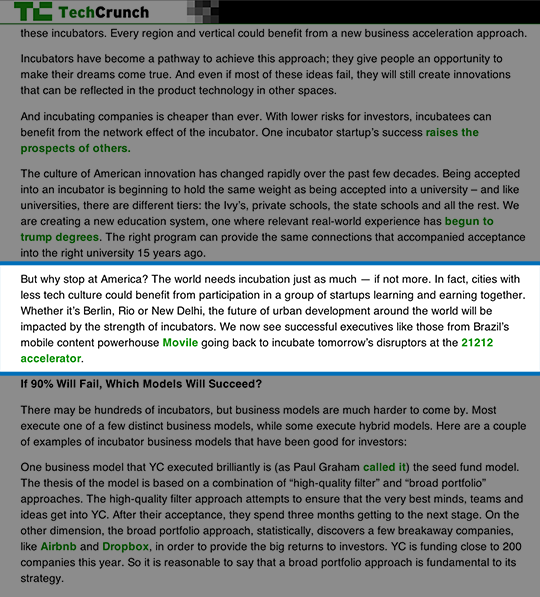 TechCrunch
these incubators. Every region and vertical could benefit from a new business acceleration approach.
Incubators have become a pathway to achieve this approach; they give people an opportunity to
make their dreams come true. And even if most of these ideas fail, they will still create innovations
that can be reflected in the product technology in other spaces.
And incubating companies is cheaper than ever. With lower risks for investors, incubatees can
benefit from the network effect of the incubator. One incubator startup's success raises the
prospects of others.
The culture of American innovation has changed rapidly over the past few decades. Being accepted
into an incubator is beginning to hold the same weight as being accepted into a university – and like
universities, there are different tiers: the Ivy's, private schools, the state schools and all the rest. We
are creating a new education system, one where relevant real-world experience has begun to
trump degrees. The right program can provide the same connections that accompanied acceptance
into the right university 15 years ago.
But why stop at America? The world needs incubation just as much — if not more. In fact, cities with
less tech culture could benefit from participation in a group of startups learning and earning together.
Whether it's Berlin, Rio or New Delhi, the future of urban development around the world will be
impacted by the strength of incubators. We now see successful executives like those from Brazil's
mobile content powerhouse Movile going back to incubate tomorrow's disruptors at the 21212
accelerator.
If 90% Will Fail, Which Models Will Succeed?
There may be hundreds of incubators, but business models are much harder to come by. Most
execute one of a few distinct business models, while some execute hybrid models. Here are a couple
of examples of incubator business models that have been good for investors:
One business model that YC executed brilliantly is (as Paul Graham called it) the seed fund model.
The thesis of the model is based on a combination of "high-quality filter" and "broad portfolio"
approaches. The high-quality filter approach attempts to ensure that the very best minds, teams and
ideas get into YC. After their acceptance, they spend three months getting to the next stage. On the
other dimension, the broad portfolio approach, statistically, discovers a few breakaway companies,
like Airbnb and Dropbox, in order to provide the big returns to investors. YC is funding close to 200
companies this year. So it is reasonable to say that a broad portfolio approach is fundamental to its
strategy.